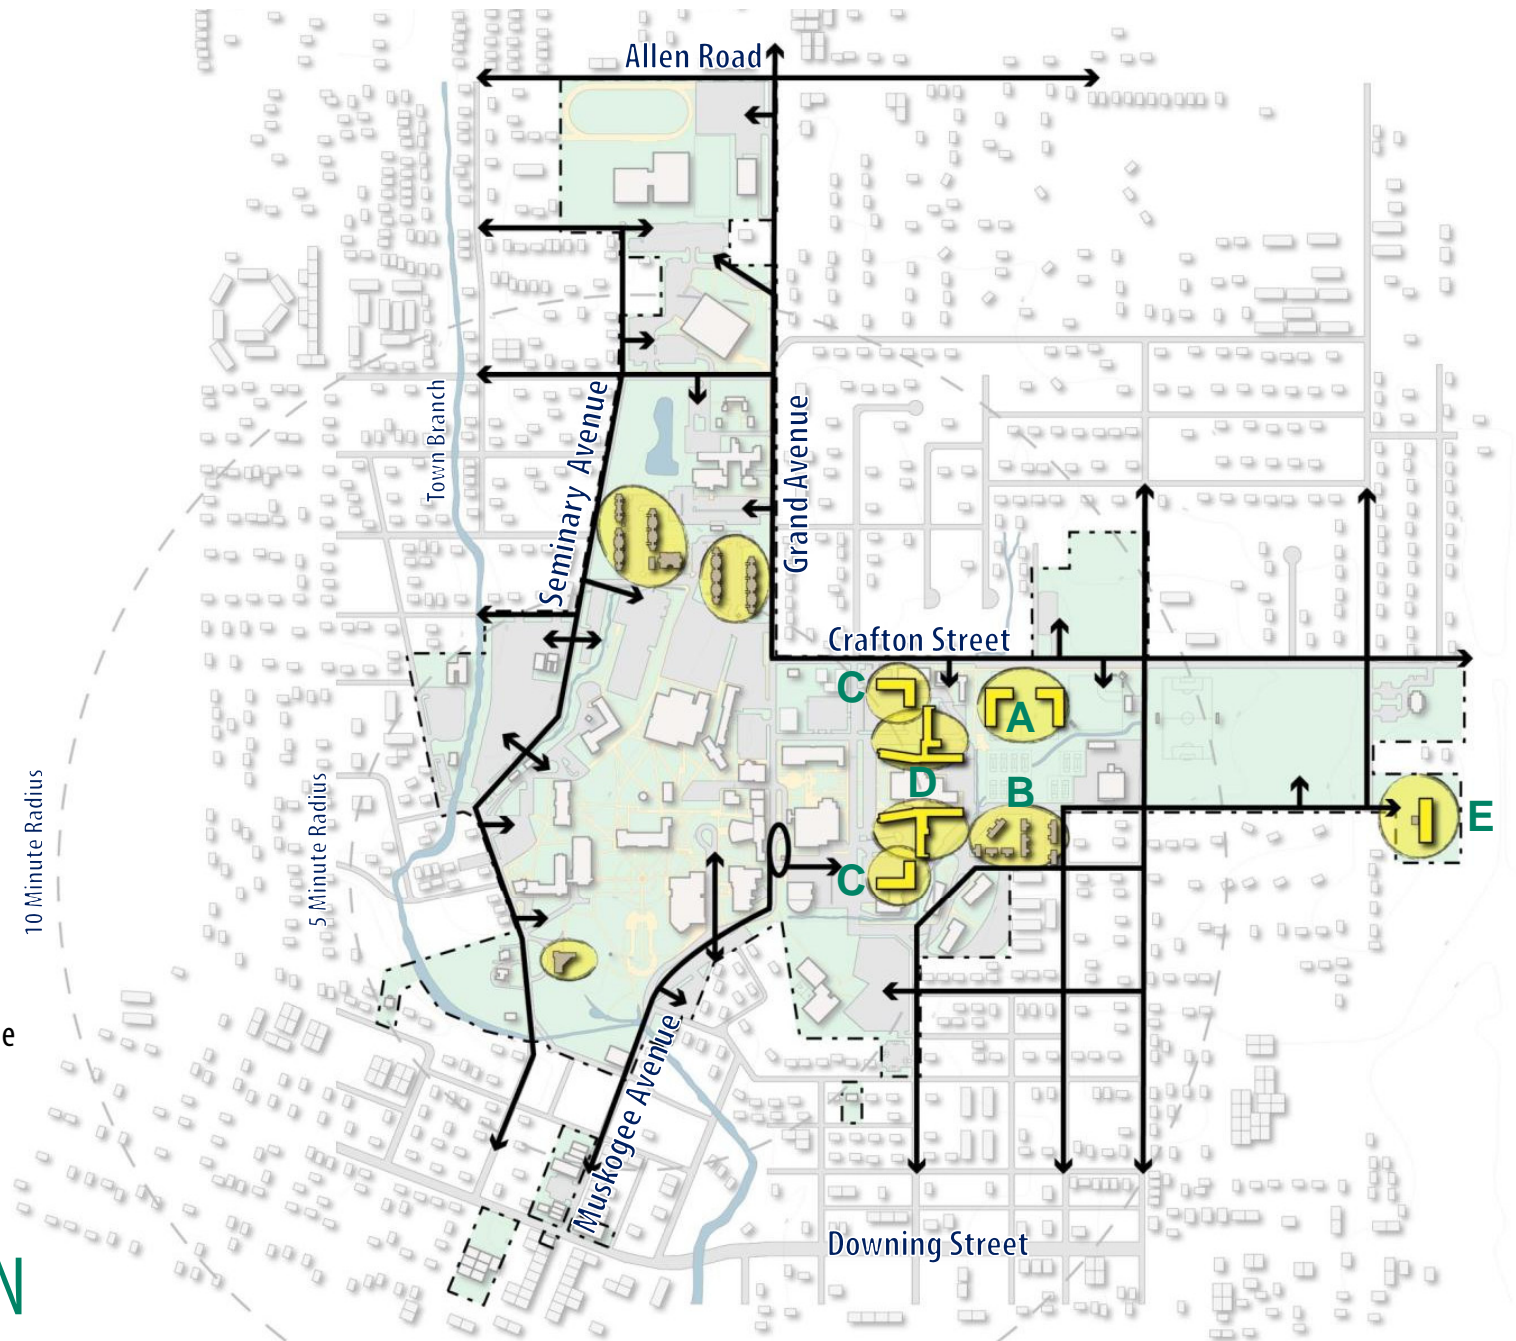 Allen Road
Town Branch
Seminary Avenue
Grand Avenue
Crafton Street
C
A
D
B
E
C
10 Minute Radius
5 Minute Radius
e
Muskogee Avenue
Downing Street
N